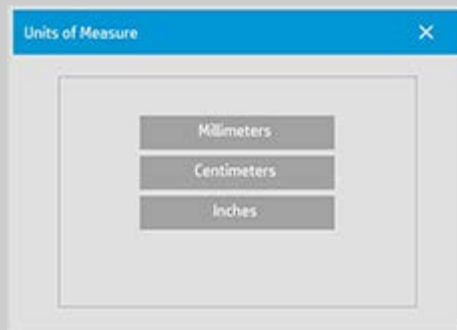 Units of Measure
Millimeters
Centimeters
Inches